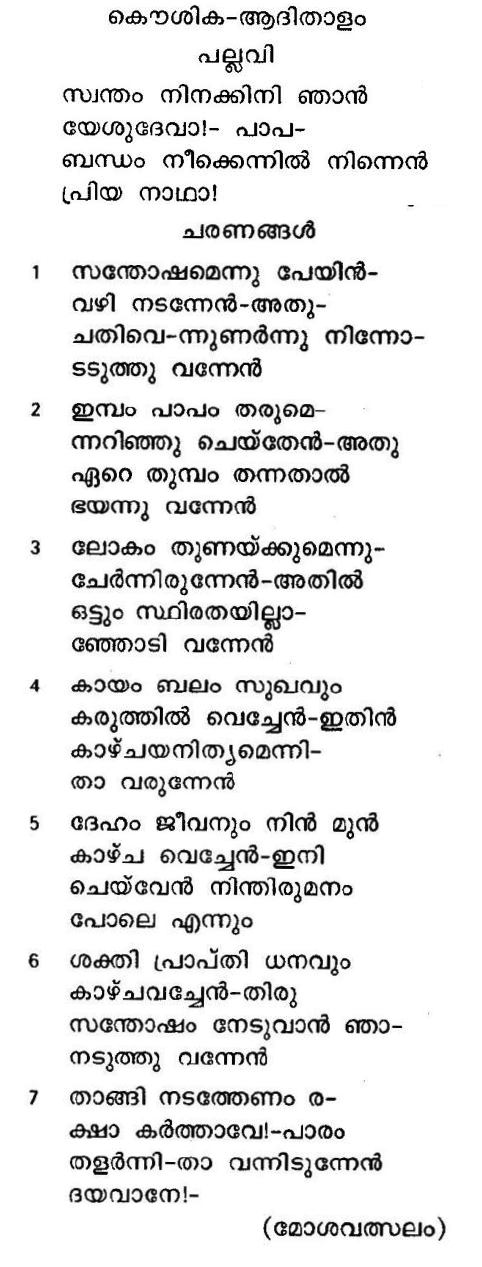 കൌശിക-ആദിതാളം
പല്ലവി
സ്വന്തം നിനക്കിനി ഞാൻ
യേശുദേവാ!- പാപ-
ബന്ധം നീക്കെന്നിൽ നിന്നെൻ
പ്രിയ നാഥാ!
ചരണങ്ങൾ
1 സന്തോഷമെന്നു പേയിൻ-
വഴി നടന്നേൻ-അതു-
ചതിവെ-ന്നുണർന്നു നിന്നോ-
ടടുത്തു വന്നേൻ
2 ഇമ്പം പാപം തരുമെ-
ന്നറിഞ്ഞു ചെയ്തേൻ-അതു
ഏറെ തുമ്പം തന്നതാൽ
ഭയന്നു വന്നേൻ
3 ലോകം തുണയ്ക്കുമെന്നു-
ചേർന്നിരുന്നേൻ-അതിൽ
ഒട്ടും സ്ഥിരതയില്ലാ-
ഞ്ഞോടി വന്നേൻ
4 കായം ബലം സുഖവും
കരുത്തിൽ വെച്ചേൻ-ഇതിൻ
കാഴ്ചയനിത്യമെന്നി-
താ വരുന്നേൻ
5 ദേഹം ജീവനും നിൻ മുൻ
കാഴ്ച വെച്ചേൻ-ഇനി
ചെയ്‌വേൻ നിന്തിരുമനം
പോലെ എന്നും
6 ശക്തി പ്രാപ്തി ധനവും
കാഴ്ചവച്ചേൻ-തിരു
സന്തോഷം നേടുവാൻ ഞാ-
നടുത്തു വന്നേൻ
7 താങ്ങി നടത്തേണം ര-
ക്ഷാ കർത്താവേ!-പാരം
തളർന്നി-താ വന്നിടുന്നേൻ
ദയവാനേ!-
(മോശവത്സലം)